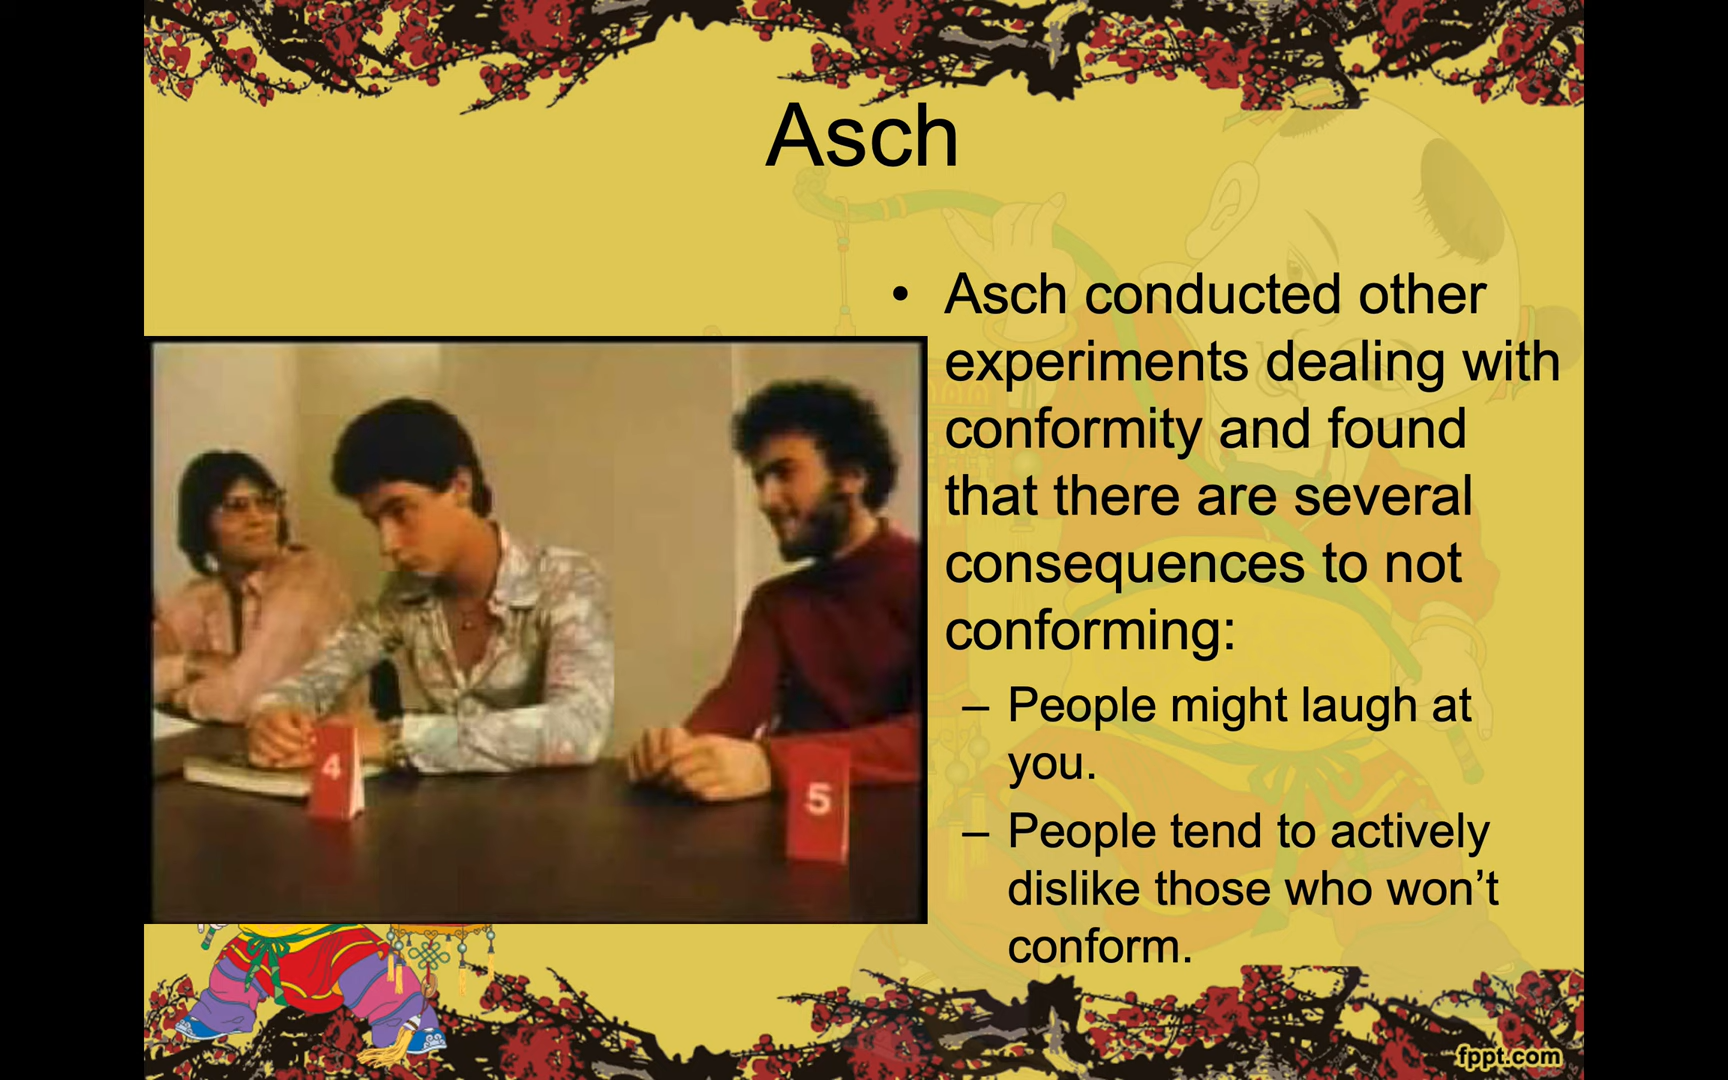 Asch
• Asch conducted other
experiments dealing with
conformity and found
that there are several
consequences to not
conforming:
– People might laugh at
you.
– People tend to actively
dislike those who won’t
conform.
4
5
fppt.com